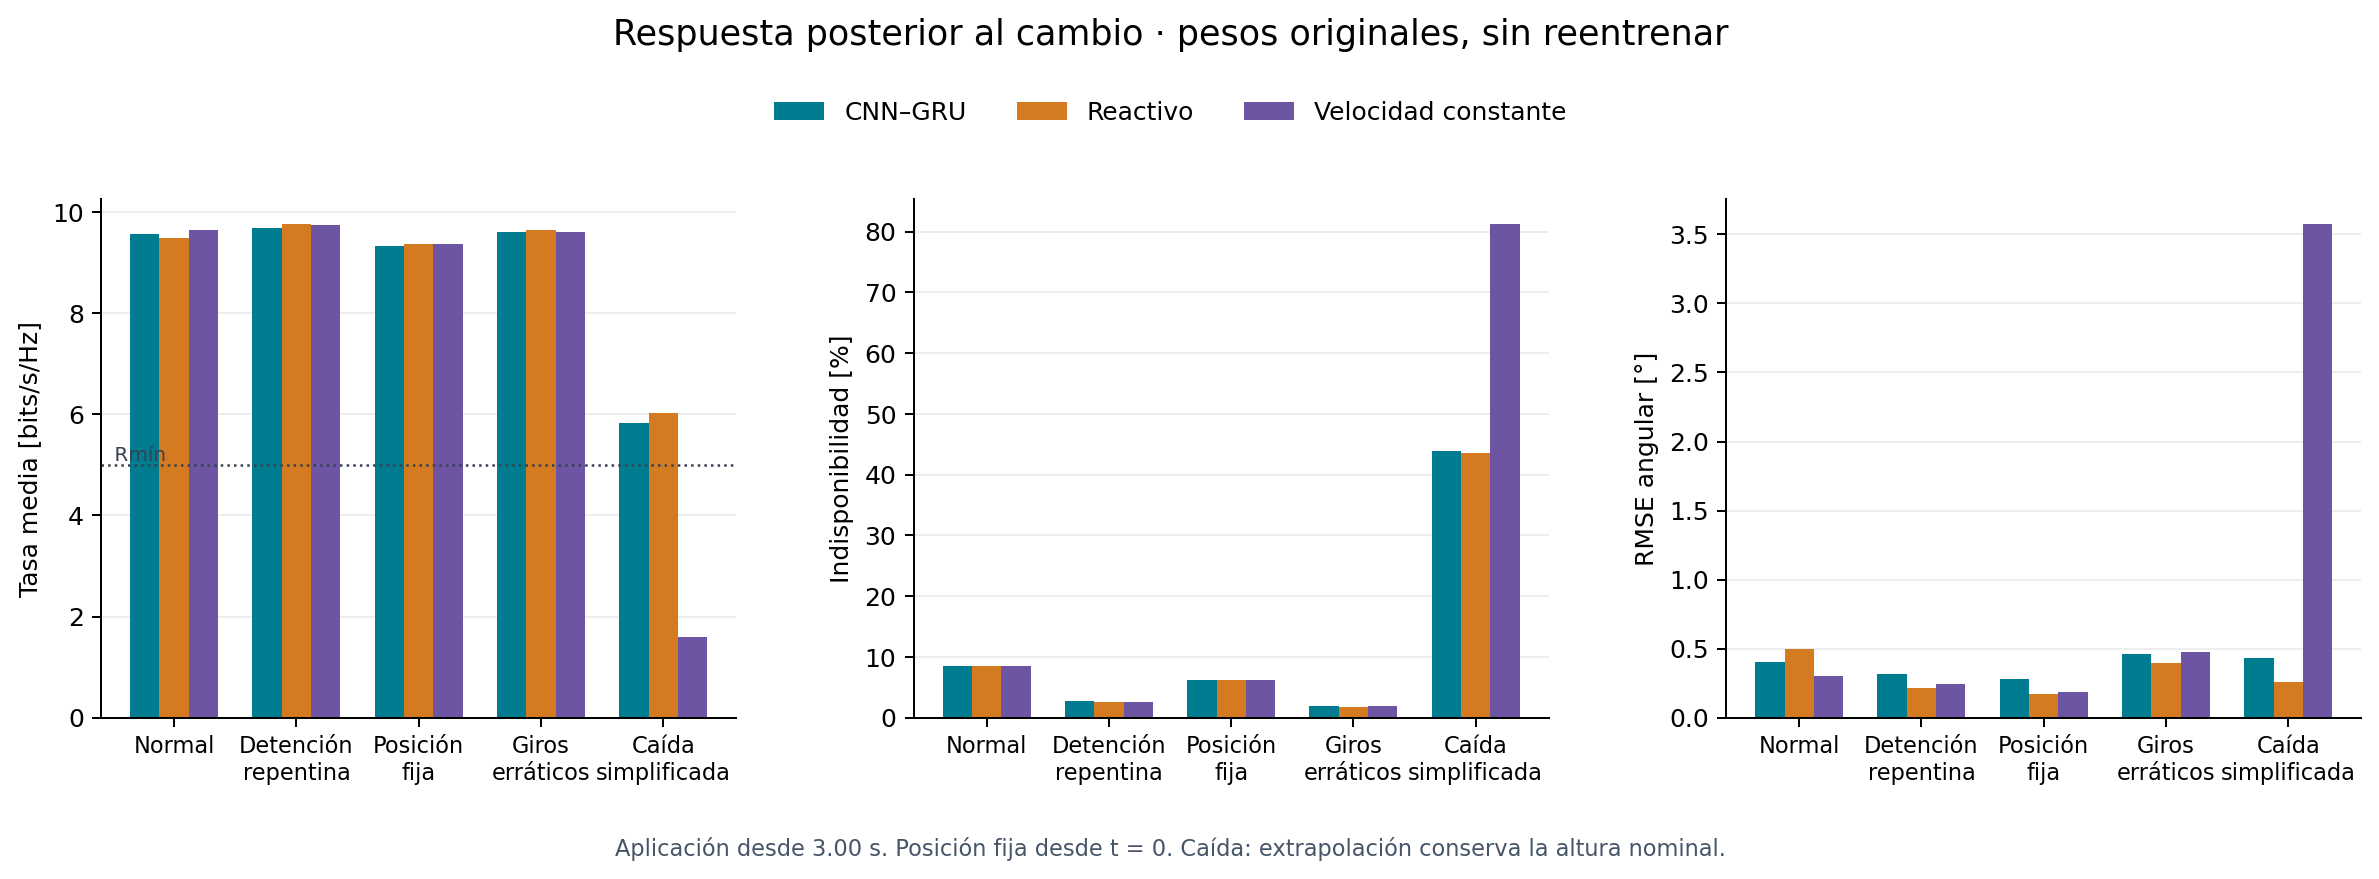 Respuesta posterior al cambio · pesos originales, sin reentrenar
CNN–GRU
Reactivo
Velocidad constante
Tasa media [bits/s/Hz]
10
8
6
4
2
0
Rmín
Normal
Detención
repentina
Posición
fija
Giros
erráticos
Caída
simplificada
Indisponibilidad [%]
80
70
60
50
40
30
20
10
0
Normal
Detención
repentina
Posición
fija
Giros
erráticos
Caída
simplificada
RMSE angular [°]
3.5
3.0
2.5
2.0
1.5
1.0
0.5
0.0
Normal
Detención
repentina
Posición
fija
Giros
erráticos
Caída
simplificada
Aplicación desde 3.00 s. Posición fija desde t = 0. Caída: extrapolación conserva la altura nominal.